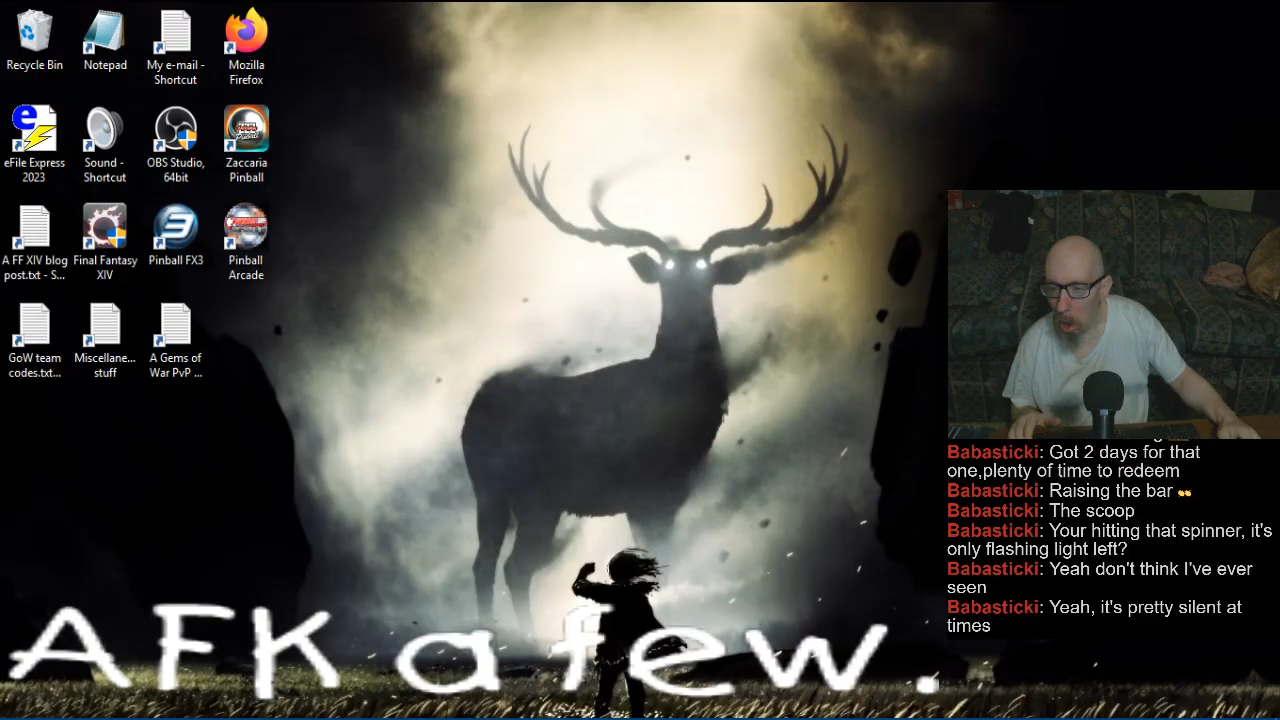 Recycle Bin
Notepad
My e-mail -
Shortcut
Mozilla
Firefox
eFile Express
2023
Sound -
Shortcut
OBS Studio,
64bit
Zaccaria
Pinball
A FF XIV blog
post.txt - S...
Final Fantasy
XIV
Pinball FX3
Pinball
Arcade
GoW team
codes.txt...
Miscellane...
stuff
A Gems of
War PvP ...
AFK a few.
Babasticki: Got 2 days for that
one,plenty of time to redeem
Babasticki: Raising the bar
Babasticki: The scoop
Babasticki: Your hitting that spinner, it's
only flashing light left?
Babasticki: Yeah don't think I've ever
seen
Babasticki: Yeah, it's pretty silent at
times